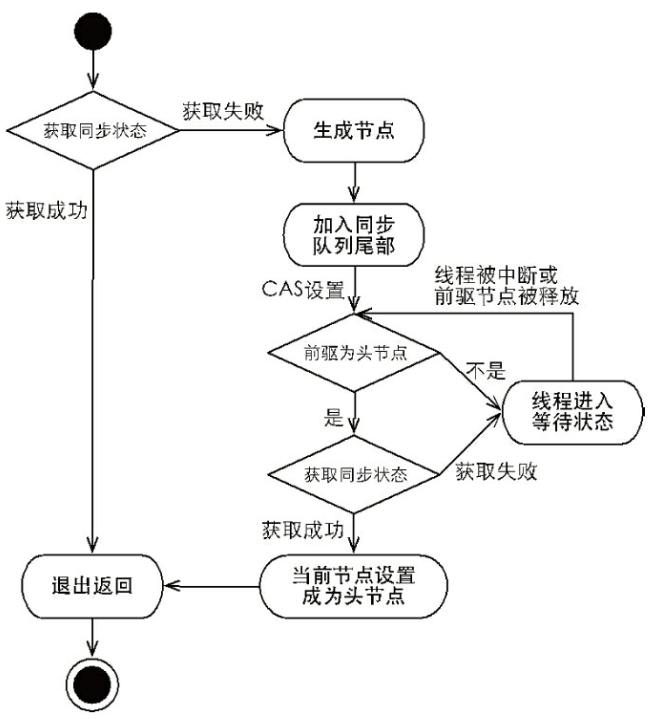 获取同步状态
获取失败
生成节点
获取成功
加入同步
队列尾部
CAS设置
线程被中断或
前驱节点被释放
前驱为头节点
不是
线程进入
等待状态
是
获取同步状态
获取失败
获取成功
当前节点设置
成为头节点
退出返回